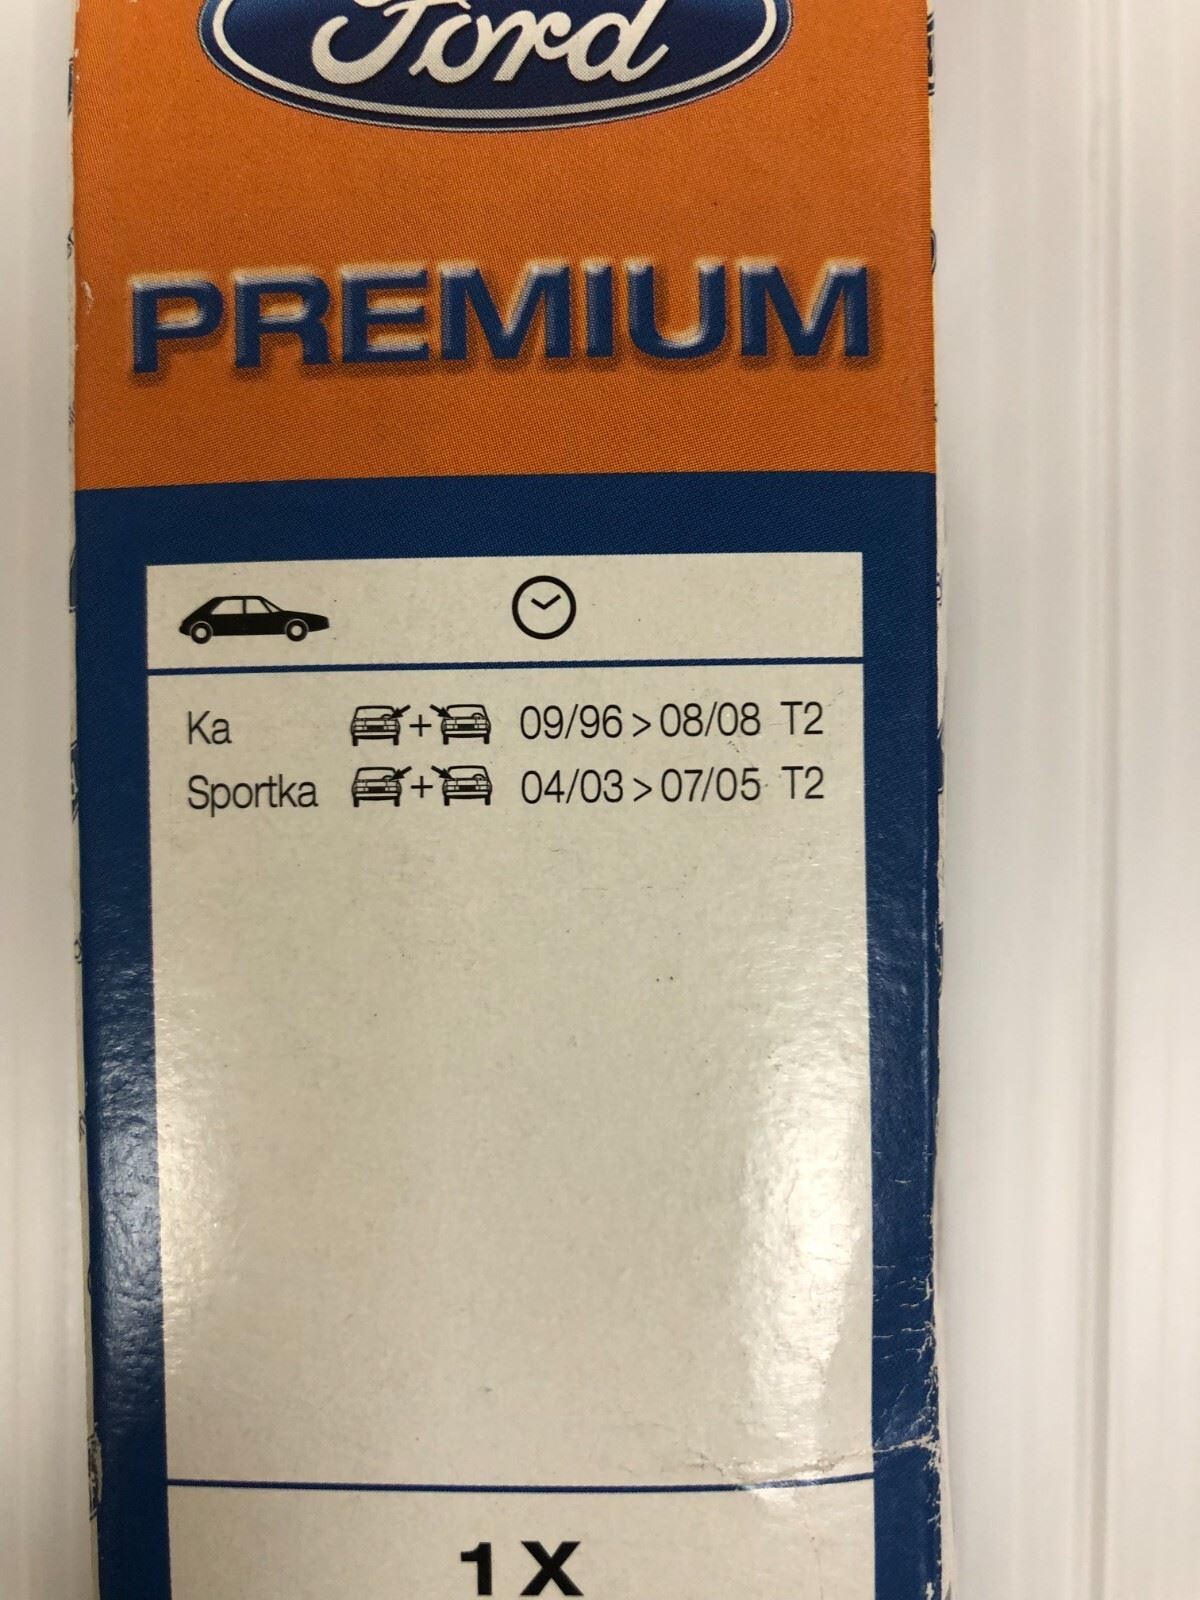 Ford
PREMIUM
Ka + 09/96 > 08/08 T2
Sportka + 04/03 > 07/05 T2
1 X